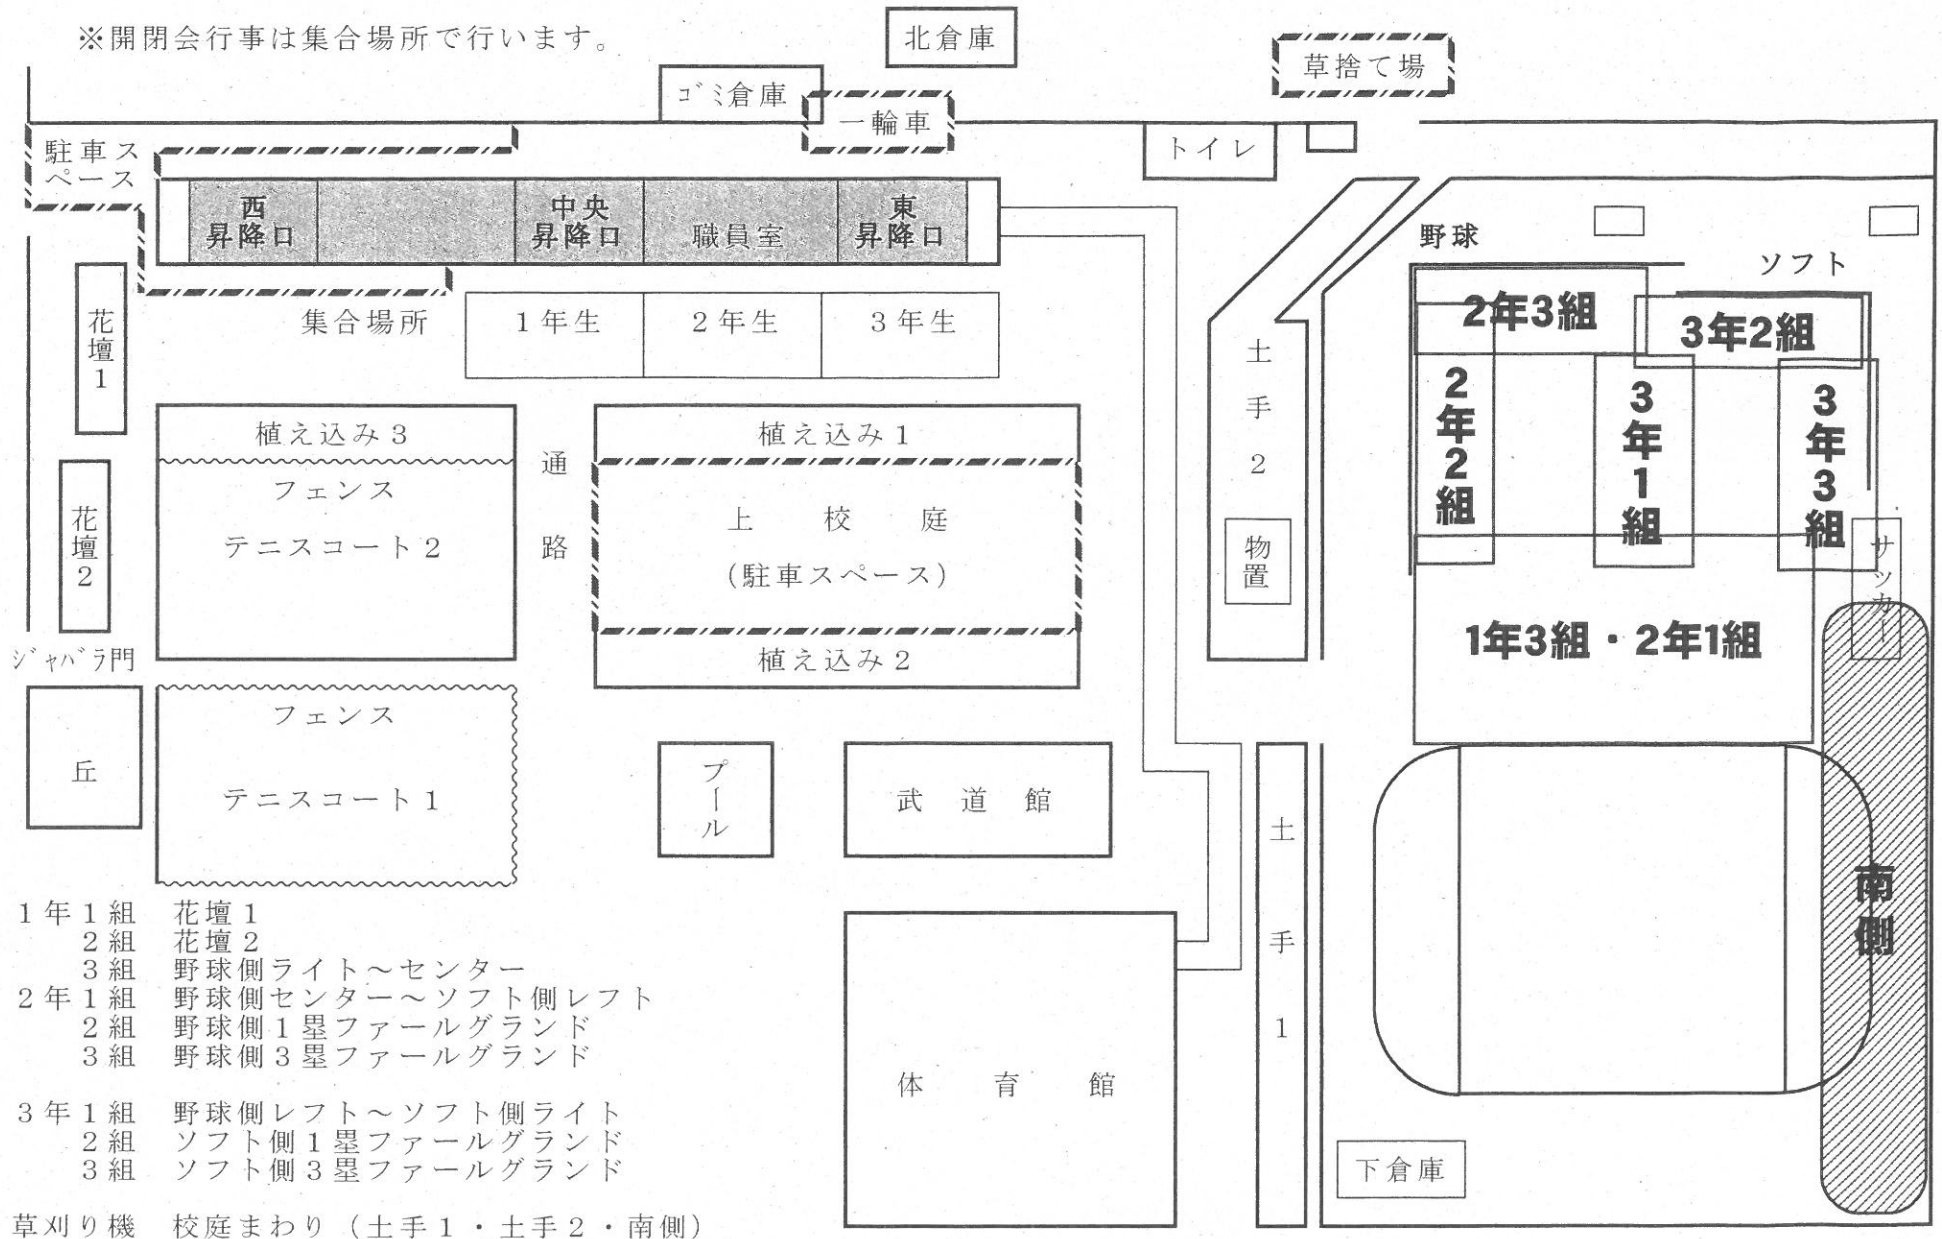 ※開閉会行事は集合場所で行います。
北倉庫
草捨て場
ゴミ倉庫
一輪車
トイレ
駐車ス
ペース
西
昇降口
中央
昇降口
職員室
東
昇降口
野球
ソフト
花壇1
集合場所
1年生
2年生
3年生
2年3組
3年2組
2年2組
3年1組
3年3組
土手2
植え込み3
フェンス
テニスコート2
通路
植え込み1
上校庭
(駐車スペース)
植え込み2
物置
サッカー
花壇2
1年3組・2年1組
ジャバラ門
丘
フェンス
テニスコート1
プール
武道館
土手1
南側
体育館
下倉庫
1年1組 花壇1
2組 花壇2
3組 野球側ライト～センター
2年1組 野球側センター～ソフト側レフト
2組 野球側1塁ファールグランド
3組 野球側3塁ファールグランド
3年1組 野球側レフト～ソフト側ライト
2組 ソフト側1塁ファールグランド
3組 ソフト側3塁ファールグランド
草刈り機 校庭まわり(土手1・土手2・南側)